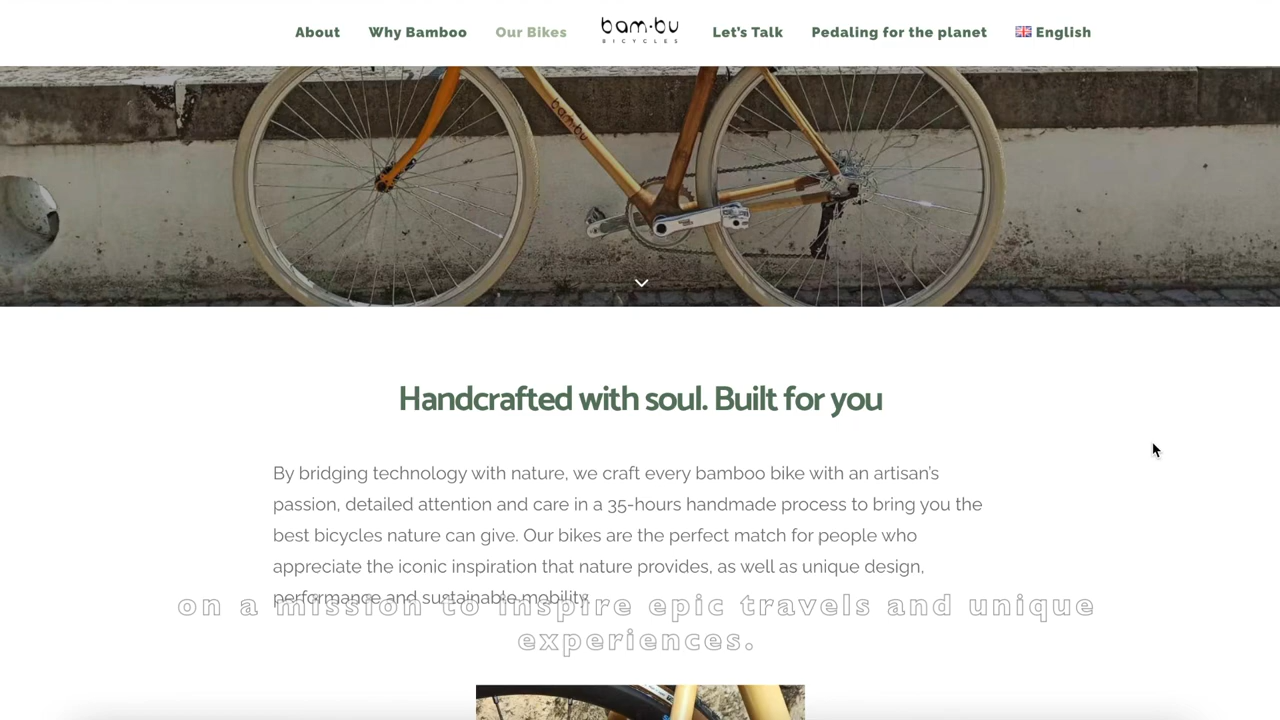 About Why Bamboo Our Bikes bam·bu Let's Talk Pedaling for the planet English
BICYCLES
bam·bu
Handcrafted with soul. Built for you
By bridging technology with nature, we craft every bamboo bike with an artisan's
passion, detailed attention and care in a 35-hours handmade process to bring you the
best bicycles nature can give. Our bikes are the perfect match for people who
appreciate the iconic inspiration that nature provides, as well as unique design,
performance and sustainable mobility.
on a mission to inspire epic travels and unique
experiences.